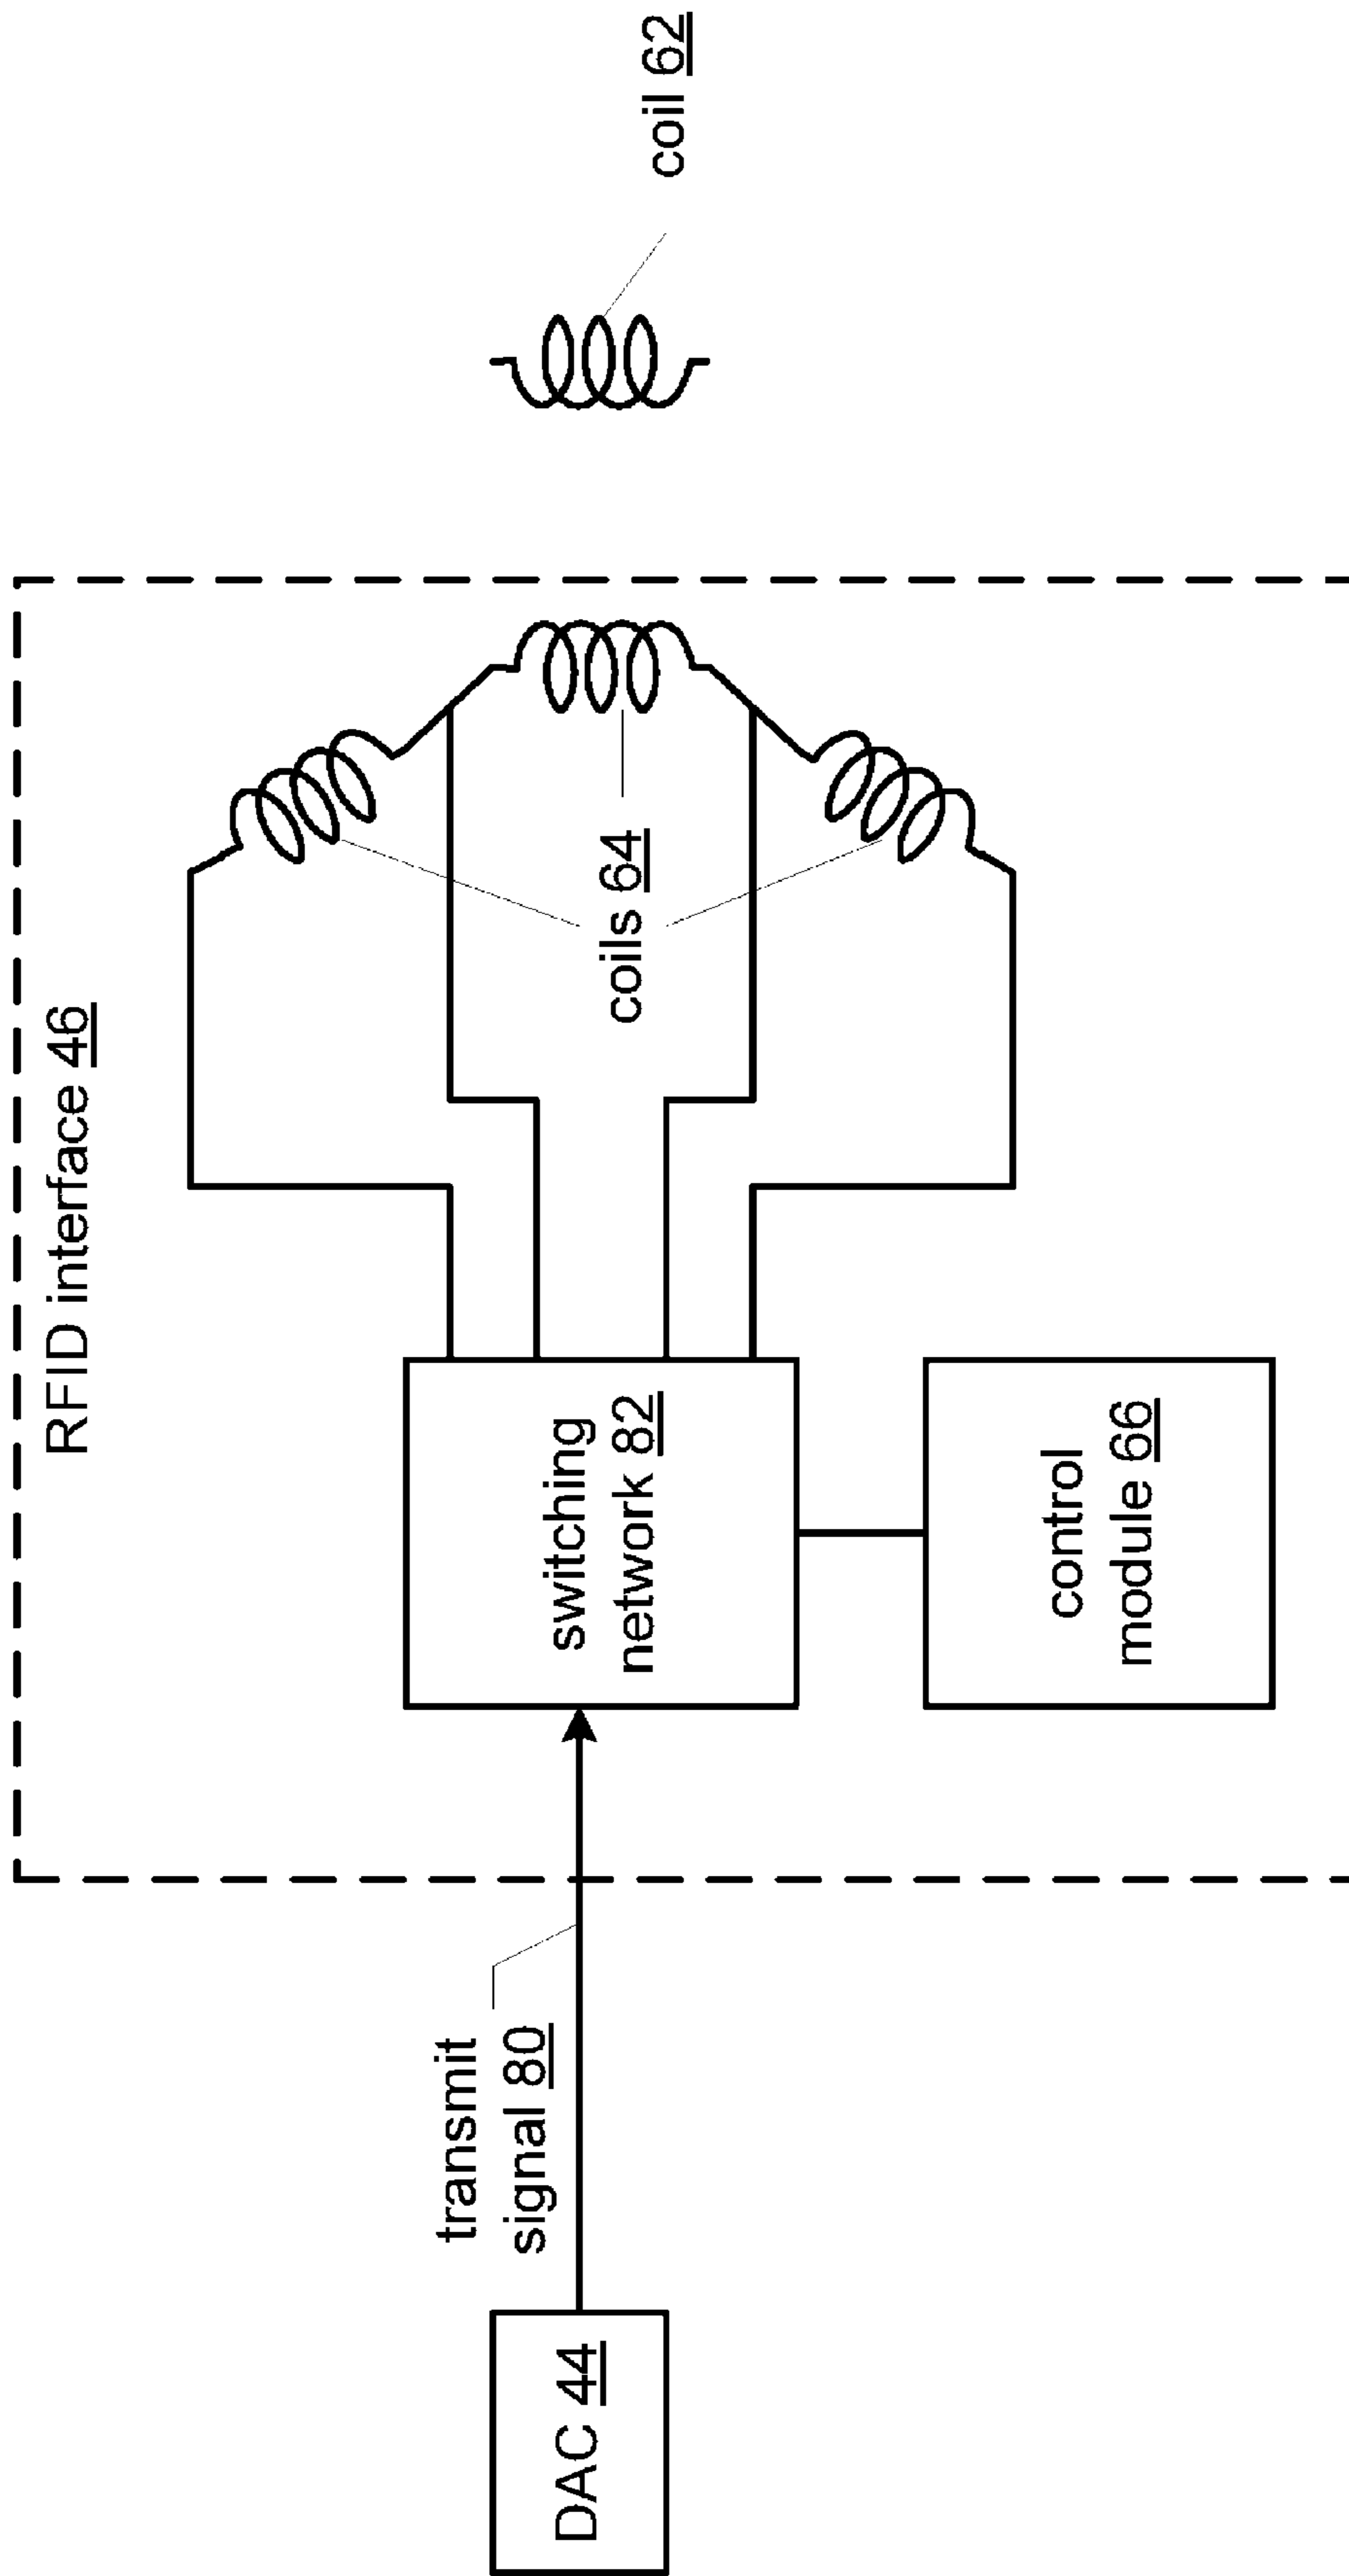 RFID interface 46
DAC 44
transmit
signal 80
switching
network 82
control
module 66
coils 64
coil 62